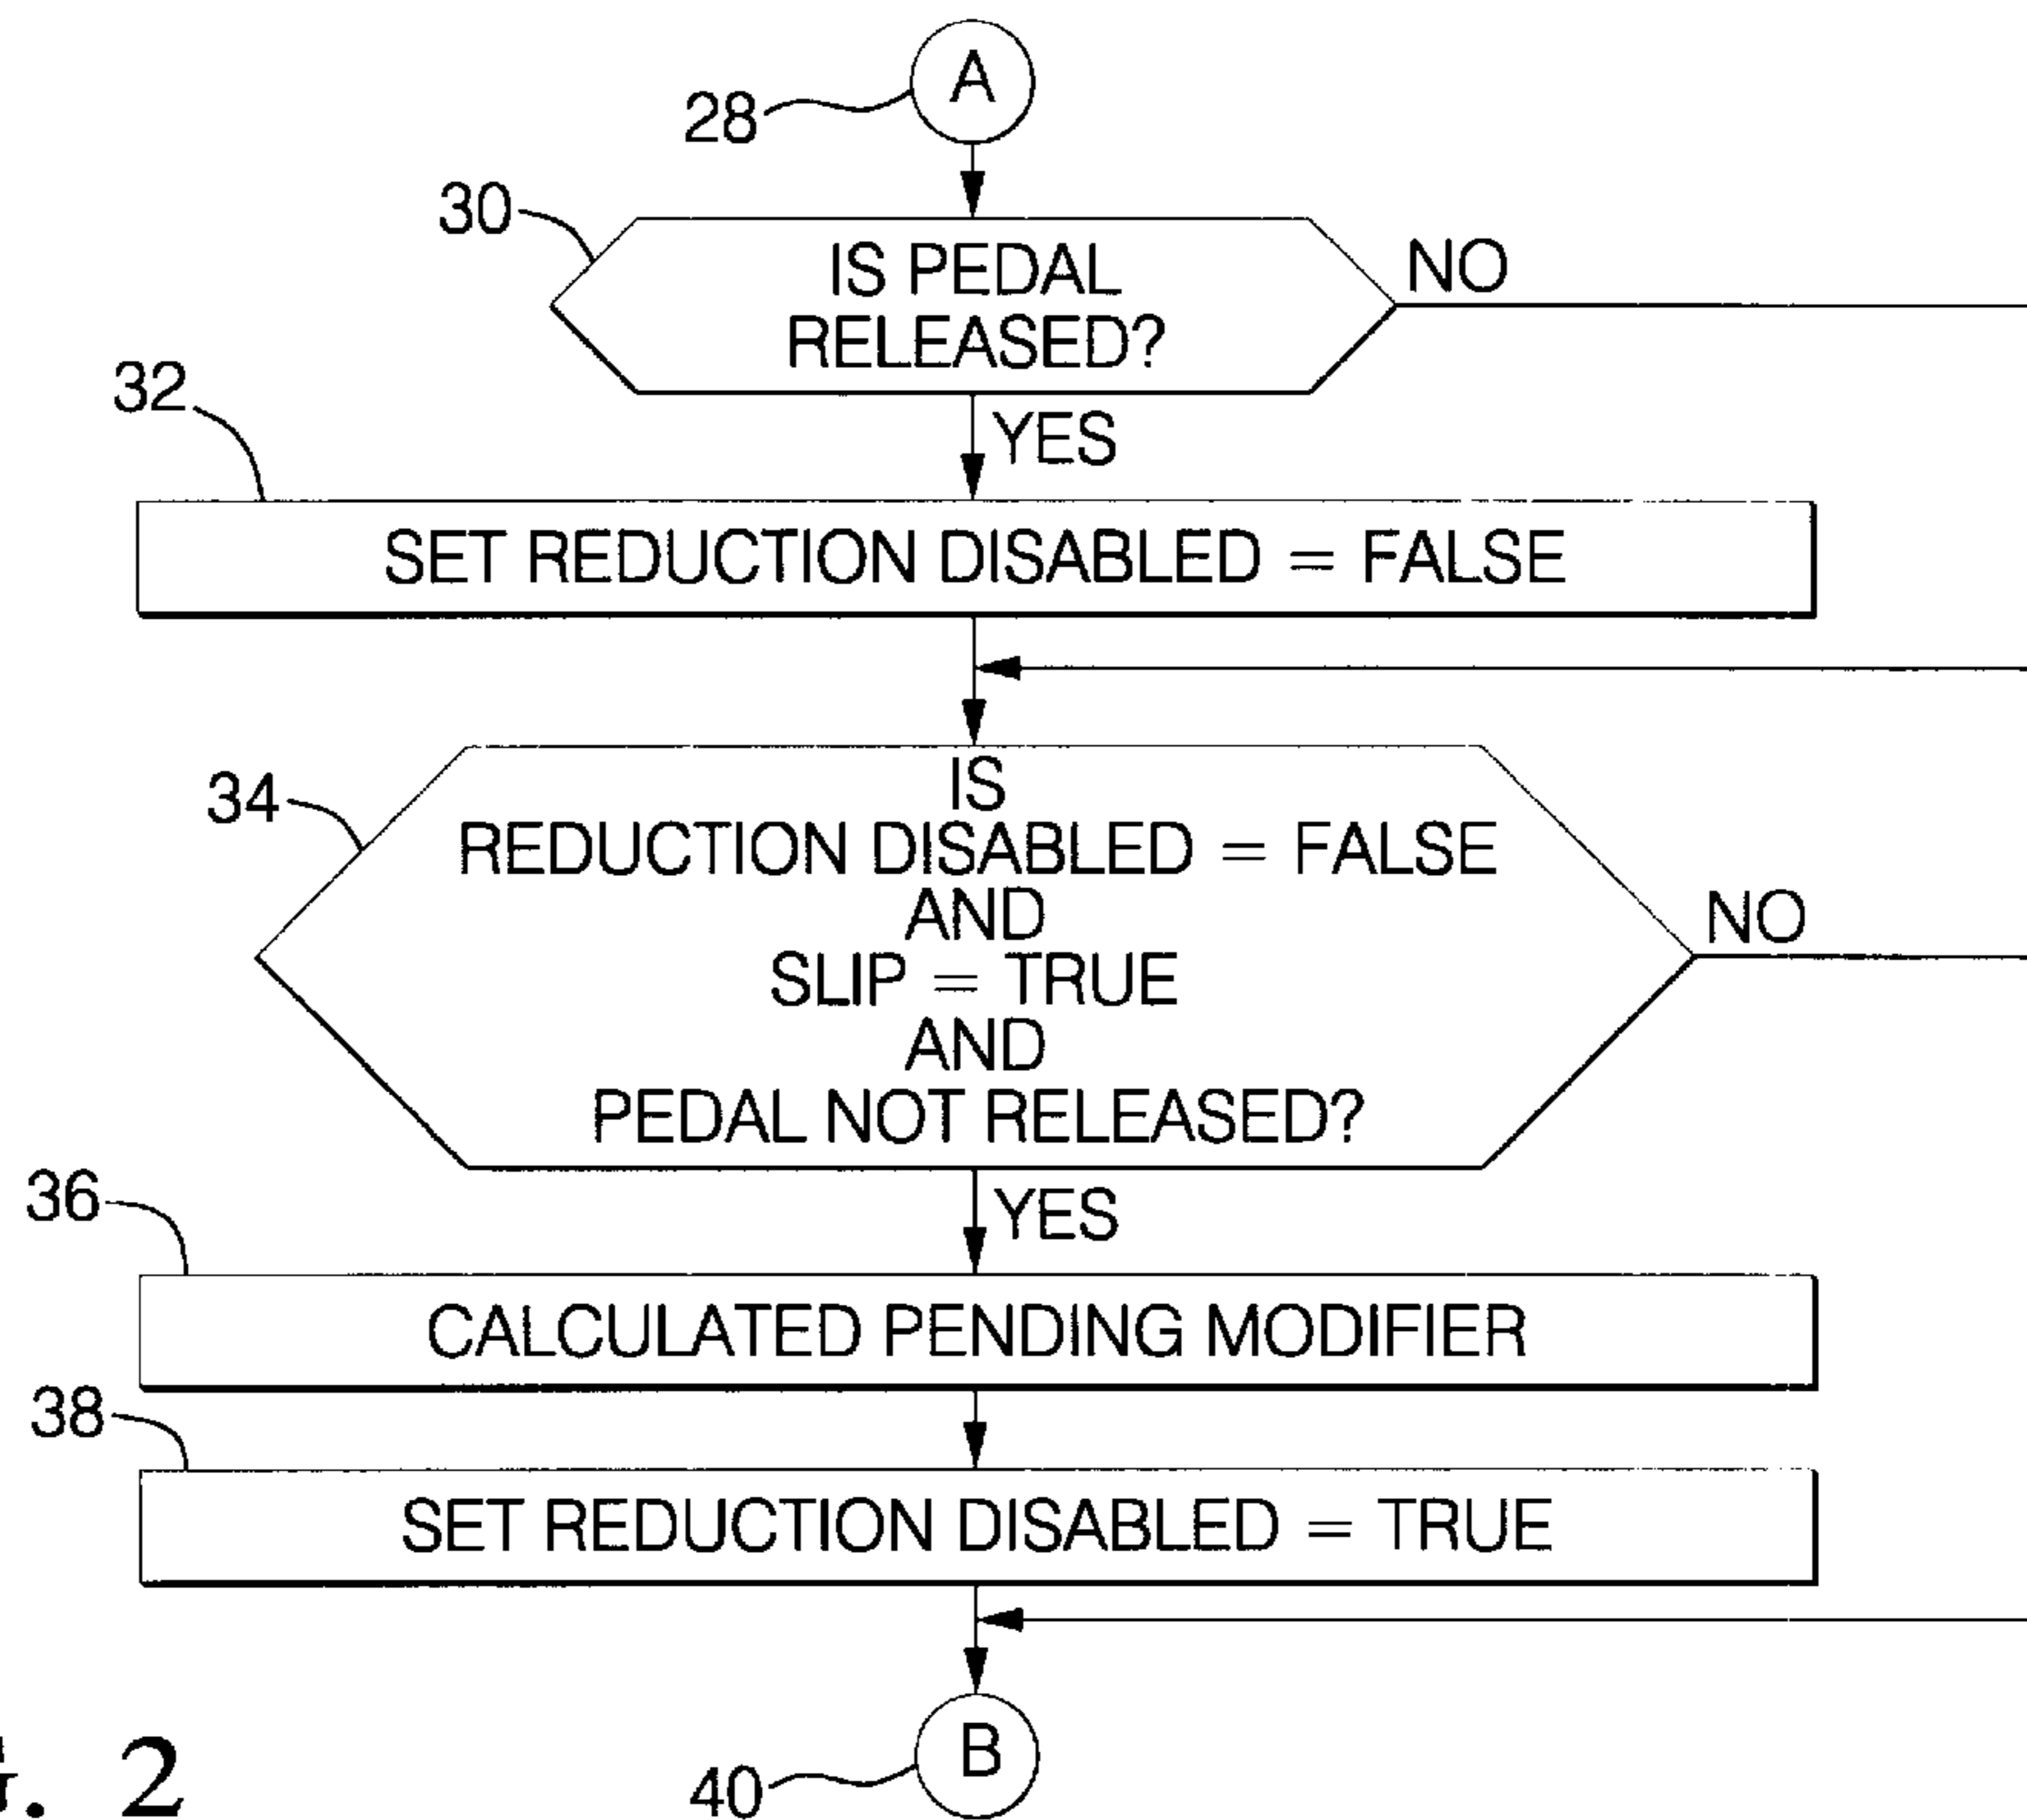 A
28
30
IS PEDAL
RELEASED?
NO
YES
32
SET REDUCTION DISABLED = FALSE
34
IS
REDUCTION DISABLED = FALSE
AND
SLIP = TRUE
AND
PEDAL NOT RELEASED?
NO
YES
36
CALCULATED PENDING MODIFIER
38
SET REDUCTION DISABLED = TRUE
B
40
. 2